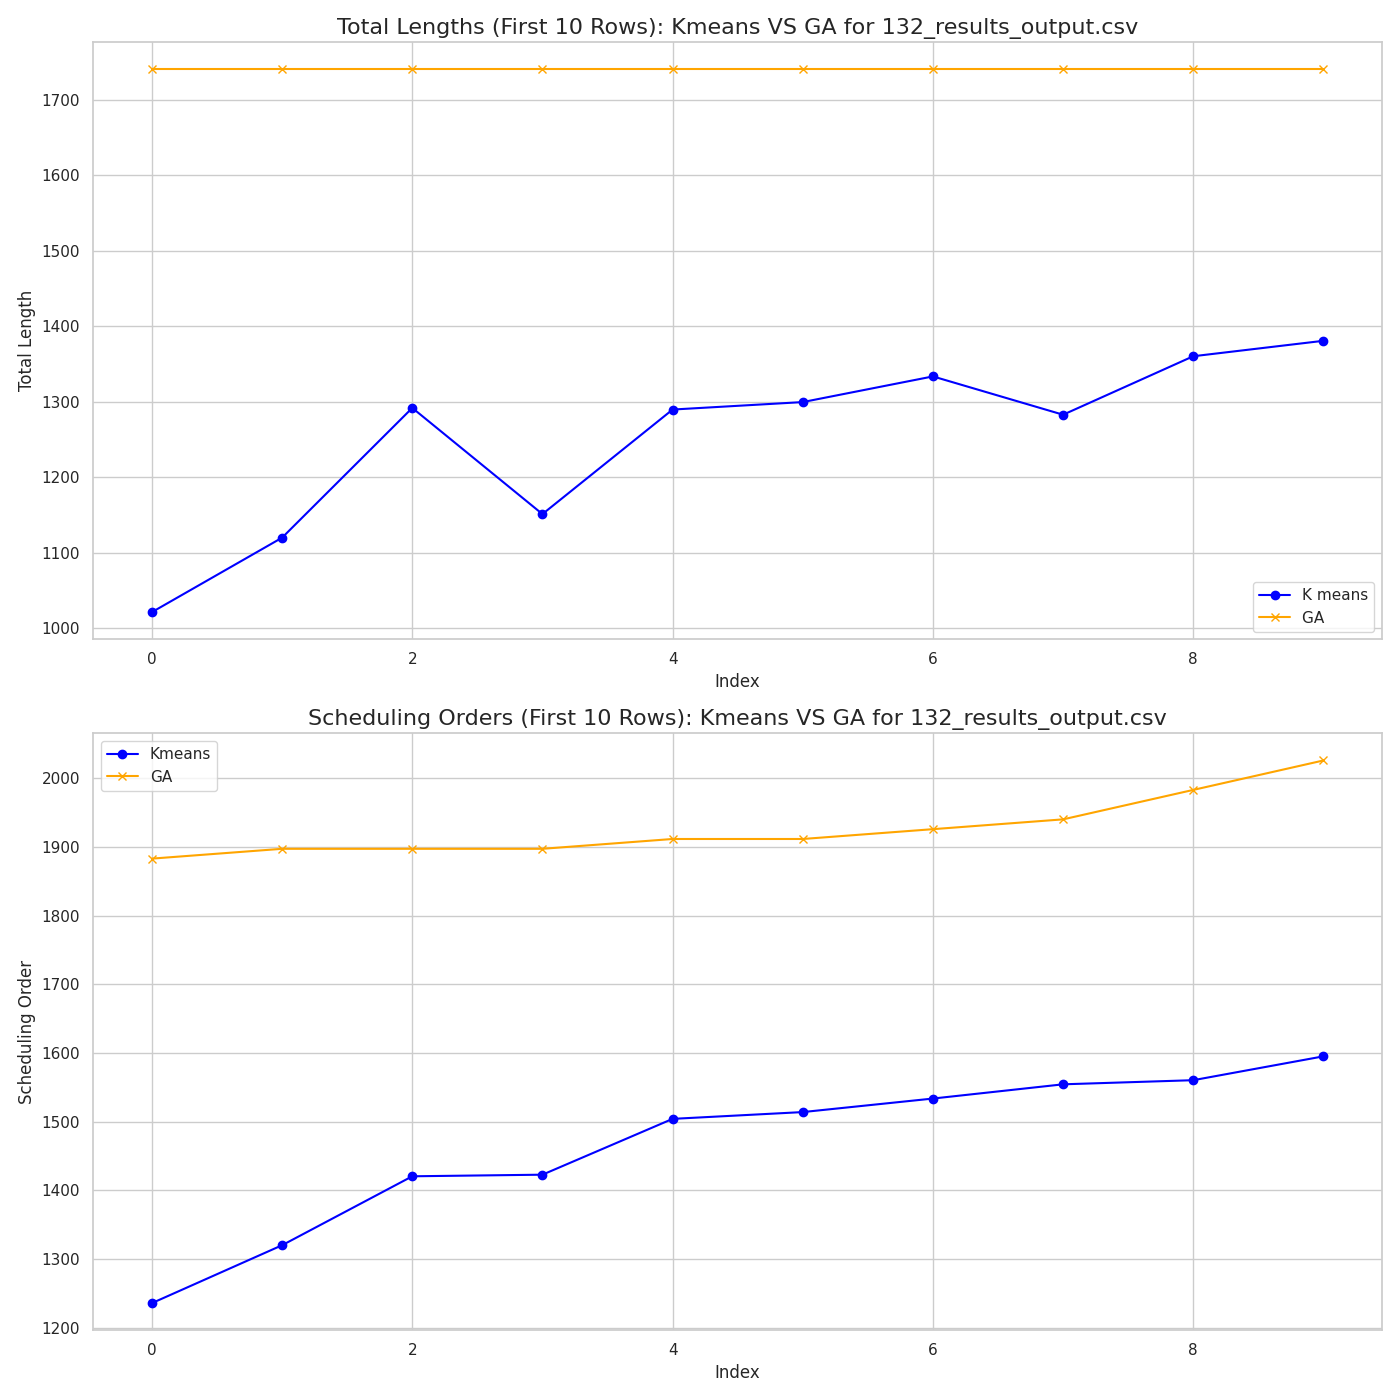 Total Lengths (First 10 Rows): Kmeans VS GA for 132_results_output.csv
Total Length
1700
1600
1500
1400
1300
1200
1100
1000
K means
GA
0 2 4 6 8
Index
Scheduling Orders (First 10 Rows): Kmeans VS GA for 132_results_output.csv
Scheduling Order
Kmeans
GA
2000
1900
1800
1700
1600
1500
1400
1300
1200
0 2 4 6 8
Index